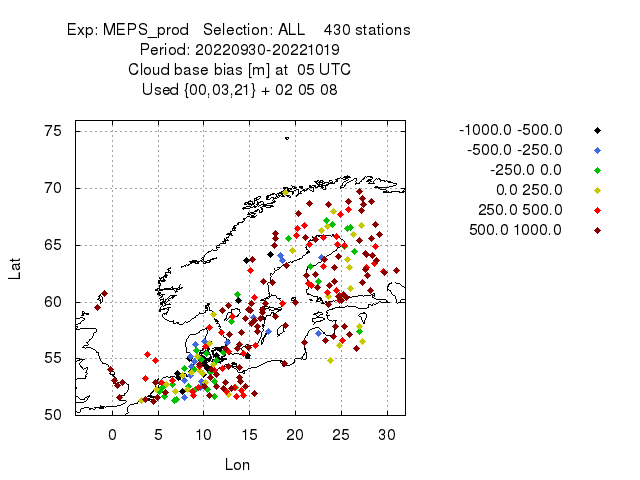 Exp: MEPS_prod   Selection: ALL    430 stations
Period: 20220930-20221019
Cloud base bias [m] at  05 UTC
Used {00,03,21} + 02 05 08
-1000.0 -500.0
-500.0 -250.0
-250.0 0.0
0.0 250.0
250.0 500.0
500.0 1000.0
75
70
65
60
55
50
Lat
0 5 10 15 20 25 30
Lon